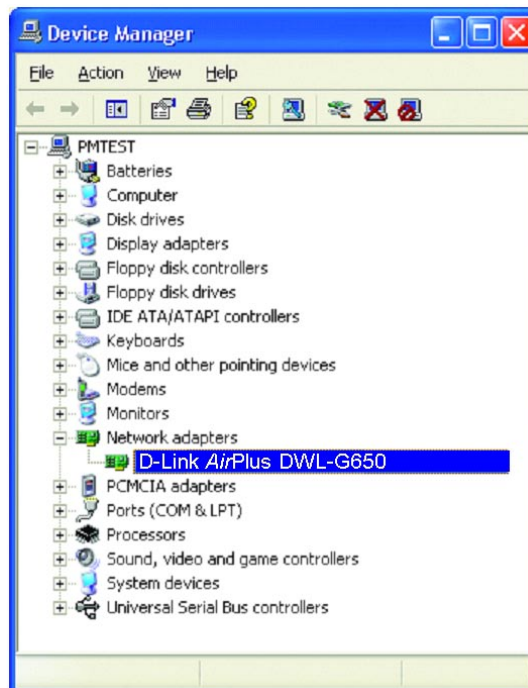 Device Manager
File Action View Help
PMTEST
Batteries
Computer
Disk drives
Display adapters
Floppy disk controllers
Floppy disk drives
IDE ATA/ATAPI controllers
Keyboards
Mice and other pointing devices
Modems
Monitors
Network adapters
D-Link AirPlus DWL-G650
PCMCIA adapters
Ports (COM & LPT)
Processors
Sound, video and game controllers
System devices
Universal Serial Bus controllers